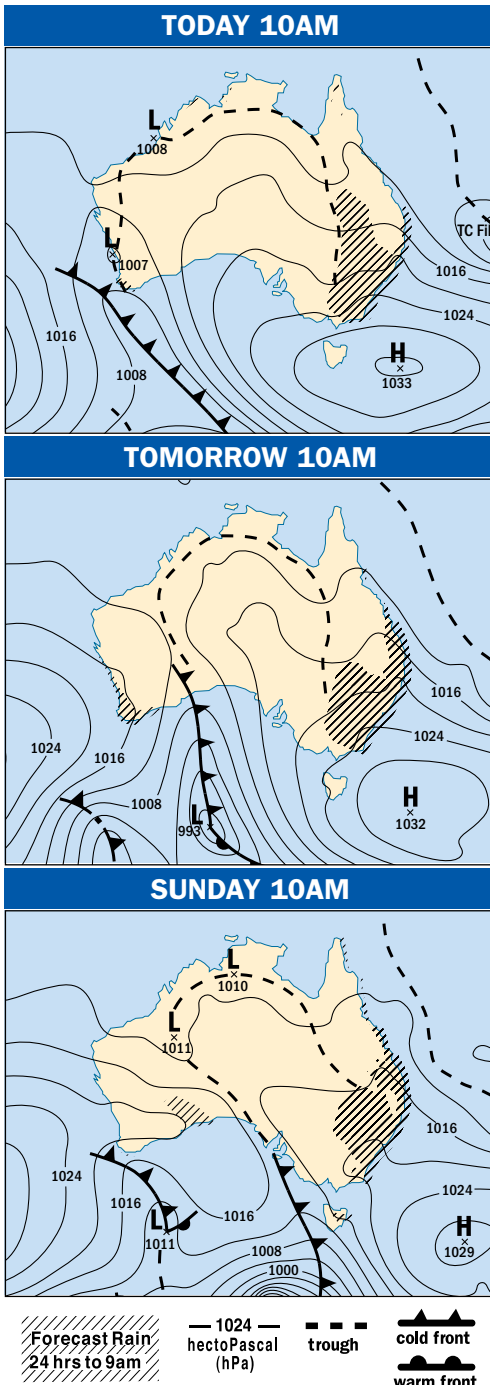 TODAY 10AM
L
1008
L
1007
TC Fi
1016
1024
1016
1008
H
1033
TOMORROW 10AM
1016
1024
1024
1016
1008
L
993
H
1032
SUNDAY 10AM
L
1010
L
1011
1016
1024
1024
1016
1016
L
1011
H
1029
1008
1000
Forecast Rain
24 hrs to 9am
1024
hectoPascal
(hPa)
trough
cold front
warm front